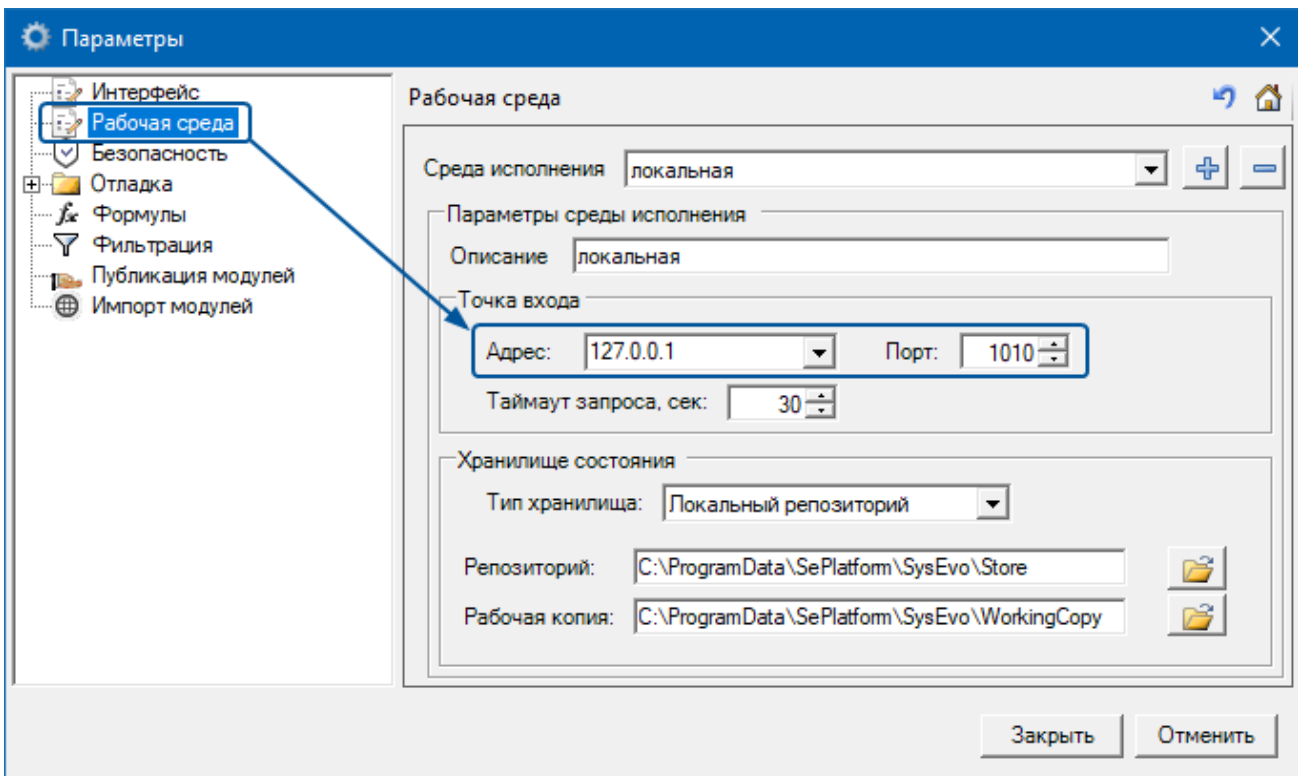 Параметры
Интерфейс
Рабочая среда
Безопасность
Отладка
Формулы
Фильтрация
Публикация модулей
Импорт модулей
Рабочая среда
Среда исполнения локальная
Параметры среды исполнения
Описание локальная
Точка входа
Адрес: 127.0.0.1 Порт: 1010
Таймаут запроса, сек: 30
Хранилище состояния
Тип хранилища: Локальный репозиторий
Репозиторий: C:\ProgramData\SePlatform\SysEvo\Store
Рабочая копия: C:\ProgramData\SePlatform\SysEvo\WorkingCopy
Закрыть Отменить